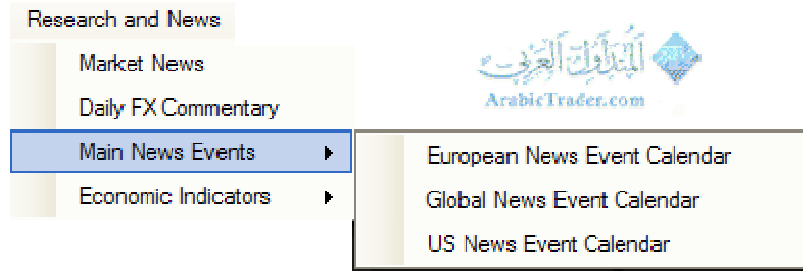 Research and News
Market News
Daily FX Commentary
Main News Events
Economic Indicators
المتداول العربي
ArabicTrader.com
European News Event Calendar
Global News Event Calendar
US News Event Calendar